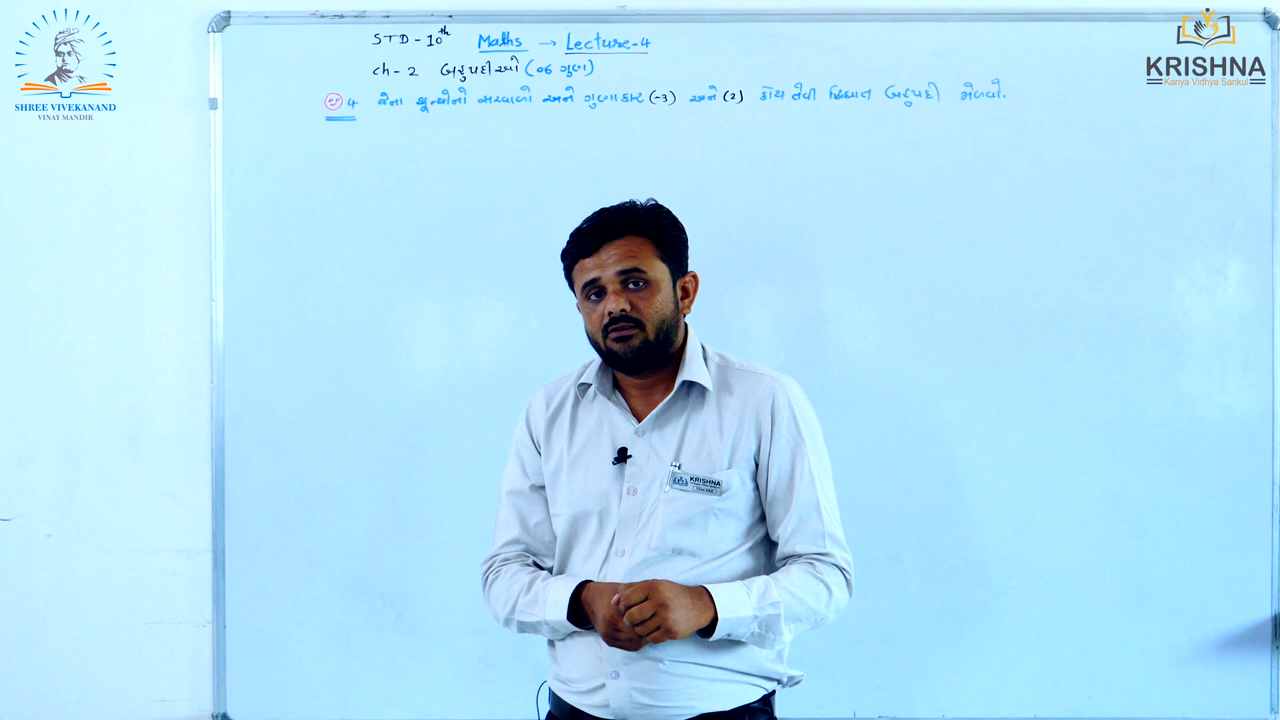 SHREE VIVEKANAND
VINAY MANDIR
KRISHNA
Kanya Vidhya Sankul
STD - 10th Maths → Lecture-4
ch - 2 બહુપદીઓ (06 ગુણ)
4 જેના શૂન્યોનો સરવાળો અને ગુણાકાર (-3) અને (2) હોય તેવી દ્વિઘાત બહુપદી મેળવો.
KRISHNA
TEACHER